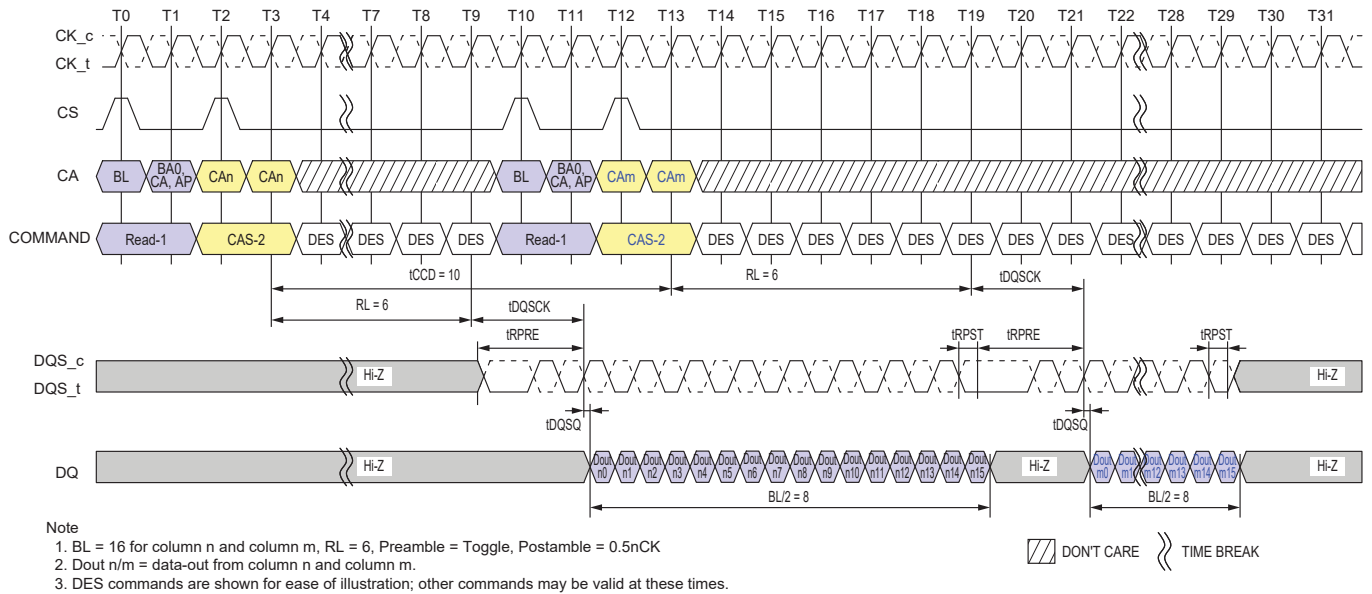 T0 T1 T2 T3 T4 T7 T8 T9 T10 T11 T12 T13 T14 T15 T16 T17 T18 T19 T20 T21 T22 T28 T29 T30 T31
CK_c
CK_t
CS
CA BL BA0, CA, AP CAn CAn BL BA0, CA, AP CAm CAm
COMMAND Read-1 CAS-2 DES DES DES DES Read-1 CAS-2 DES DES DES DES DES DES DES DES DES DES DES DES DES
tCCD = 10 RL = 6 tDQSCK
RL = 6 tDQSCK
tRPRE tRPST tRPRE tRPST
DQS_c
DQS_t
Hi-Z Hi-Z
tDQSQ tDQSQ
DQ Hi-Z Dout n0 Dout n1 Dout n2 Dout n3 Dout n4 Dout n5 Dout n6 Dout n7 Dout n8 Dout n9 Dout n10 Dout n11 Dout n12 Dout n13 Dout n14 Dout n15 Hi-Z Dout m0 Dout m1 Dout m12 Dout m13 Dout m14 Dout m15 Hi-Z
BL/2 = 8 BL/2 = 8
Note
1. BL = 16 for column n and column m, RL = 6, Preamble = Toggle, Postamble = 0.5nCK
2. Dout n/m = data-out from column n and column m.
3. DES commands are shown for ease of illustration; other commands may be valid at these times.
DON'T CARE TIME BREAK